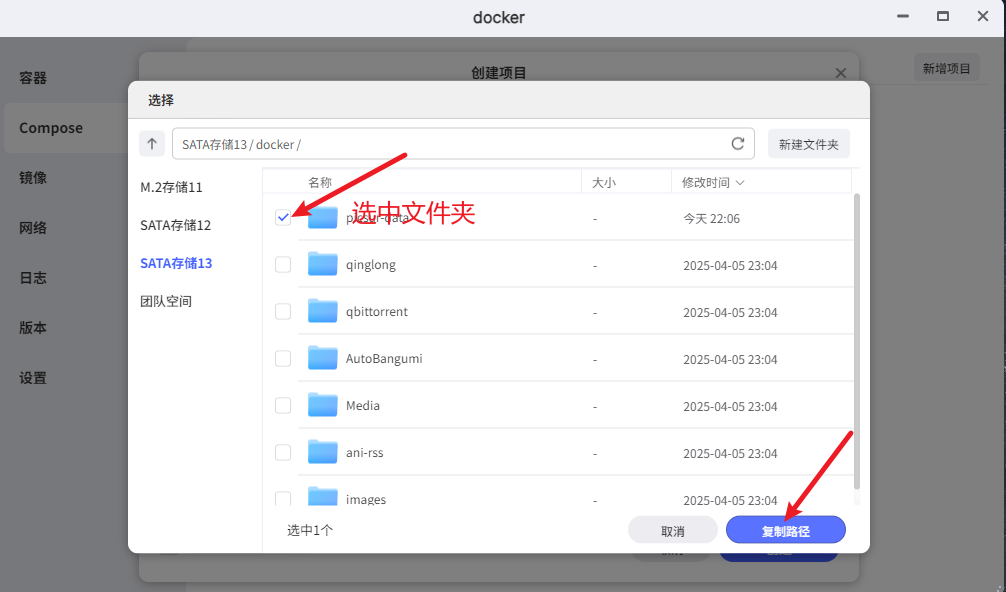 docker
创建项目
新增项目
容器
Compose
镜像
网络
日志
版本
设置
选择
SATA存储13 / docker /
新建文件夹
M.2存储11
SATA存储12
SATA存储13
团队空间
名称 大小 修改时间
选中文件夹
picsur-data - 今天 22:06
qinglong - 2025-04-05 23:04
qbittorrent - 2025-04-05 23:04
AutoBangumi - 2025-04-05 23:04
Media - 2025-04-05 23:04
ani-rss - 2025-04-05 23:04
images - 2025-04-05 23:04
选中1个
取消
复制路径